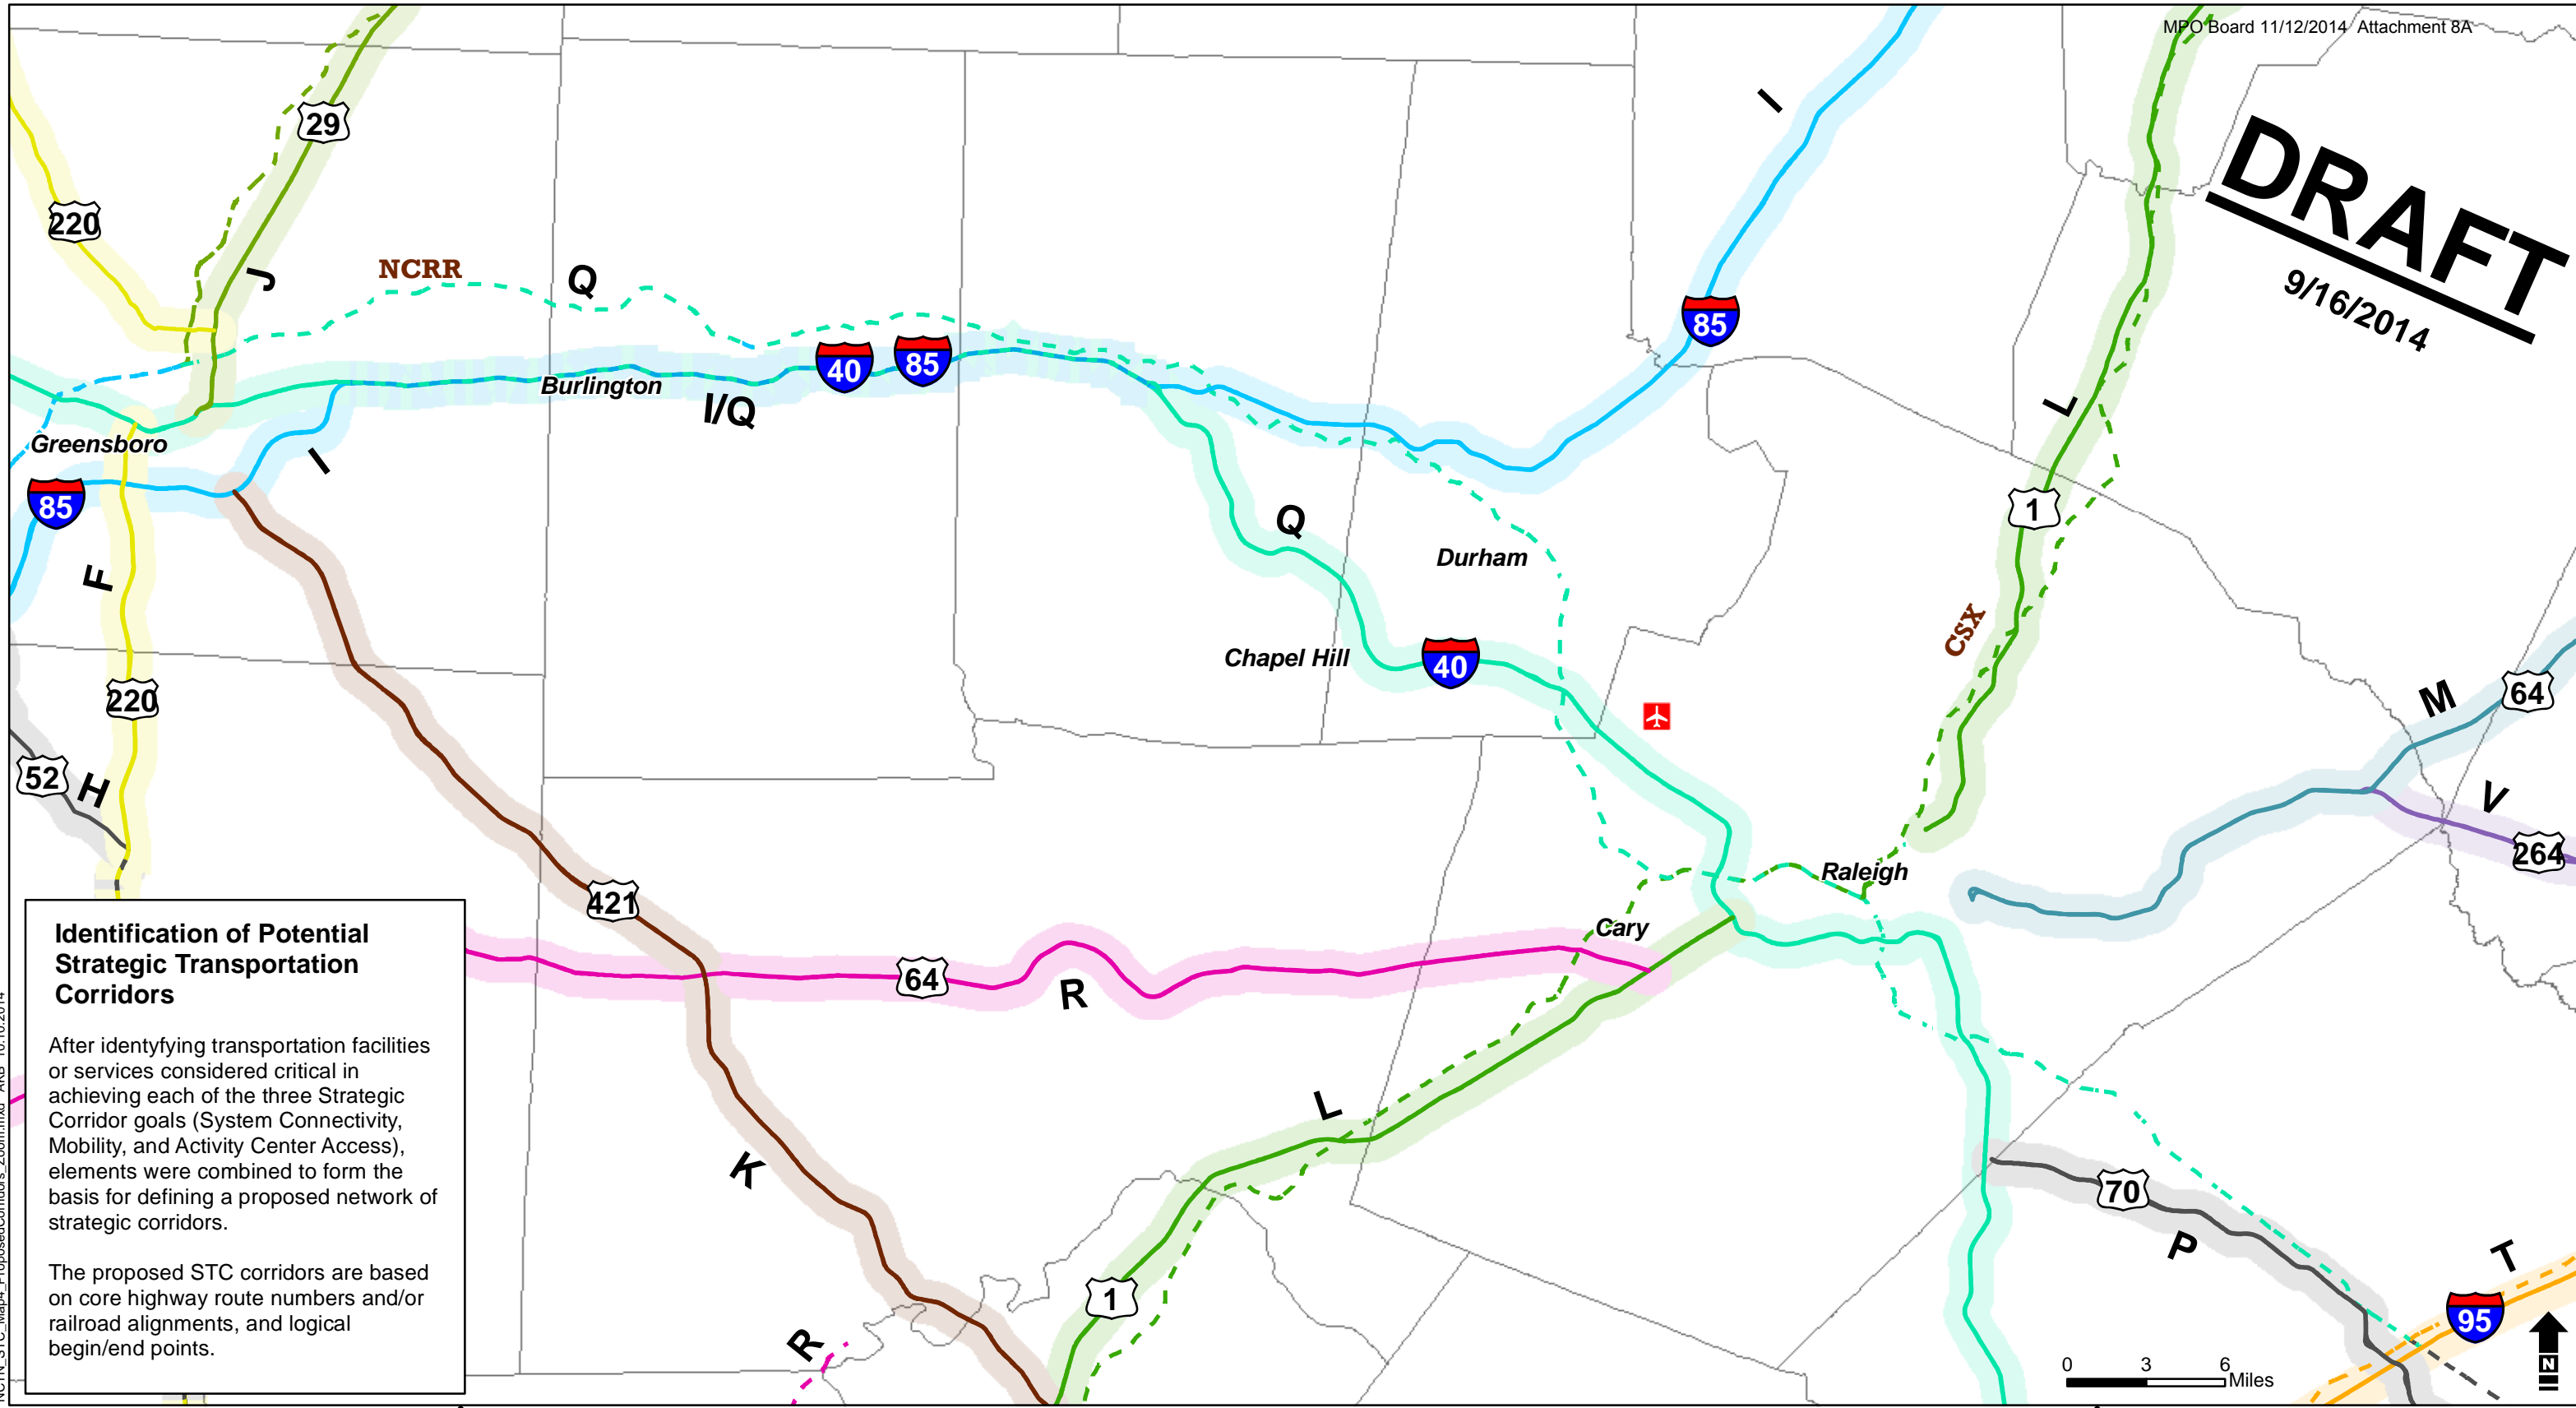 MPO Board 11/12/2014 Attachment 8A
DRAFT
9/16/2014
29
I
220
J
NCRR
Q
85
40
85
Burlington
I/Q
L
Greensboro
I
85
1
Q
Durham
F
CSX
Chapel Hill
40
220
M
64
52
H
V
264
Raleigh
421
Cary
64
R
L
K
70
P
1
T
95
R
Identification of Potential
Strategic Transportation
Corridors
After identyfying transportation facilities
or services considered critical in
achieving each of the three Strategic
Corridor goals (System Connectivity,
Mobility, and Activity Center Access),
elements were combined to form the
basis for defining a proposed network of
strategic corridors.
The proposed STC corridors are based
on core highway route numbers and/or
railroad alignments, and logical
begin/end points.
0 3 6
Miles
N